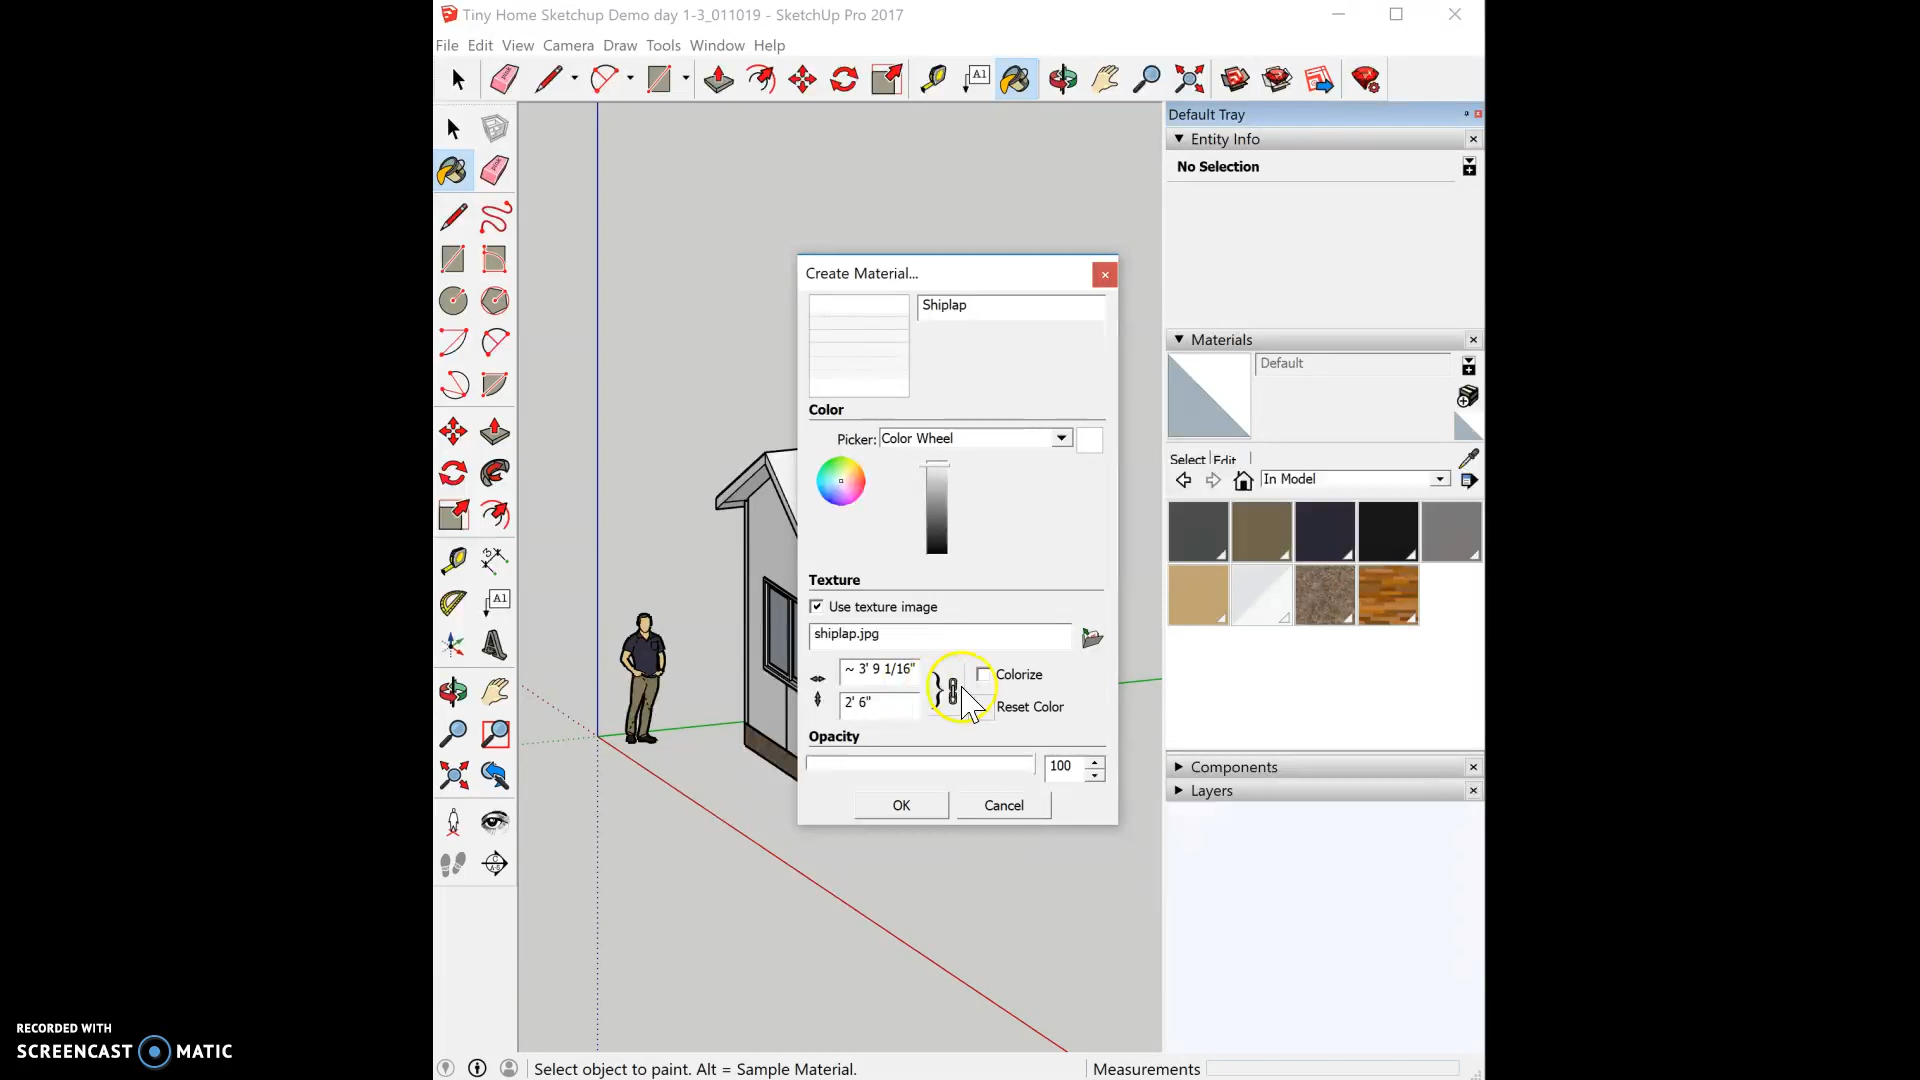 Tiny Home Sketchup Demo day 1-3_011019 - SketchUp Pro 2017
File Edit View Camera Draw Tools Window Help
A1
Default Tray
Entity Info
No Selection
Create Material...
Shiplap
Materials
Default
Color
Picker: Color Wheel
Select Edit
In Model
Texture
Use texture image
shiplap.jpg
~ 3' 9 1/16"
Colorize
2' 6"
Reset Color
Opacity
100
OK Cancel
A1
Components
Layers
RECORDED WITH
SCREENCAST MATIC
Select object to paint. Alt = Sample Material.
Measurements